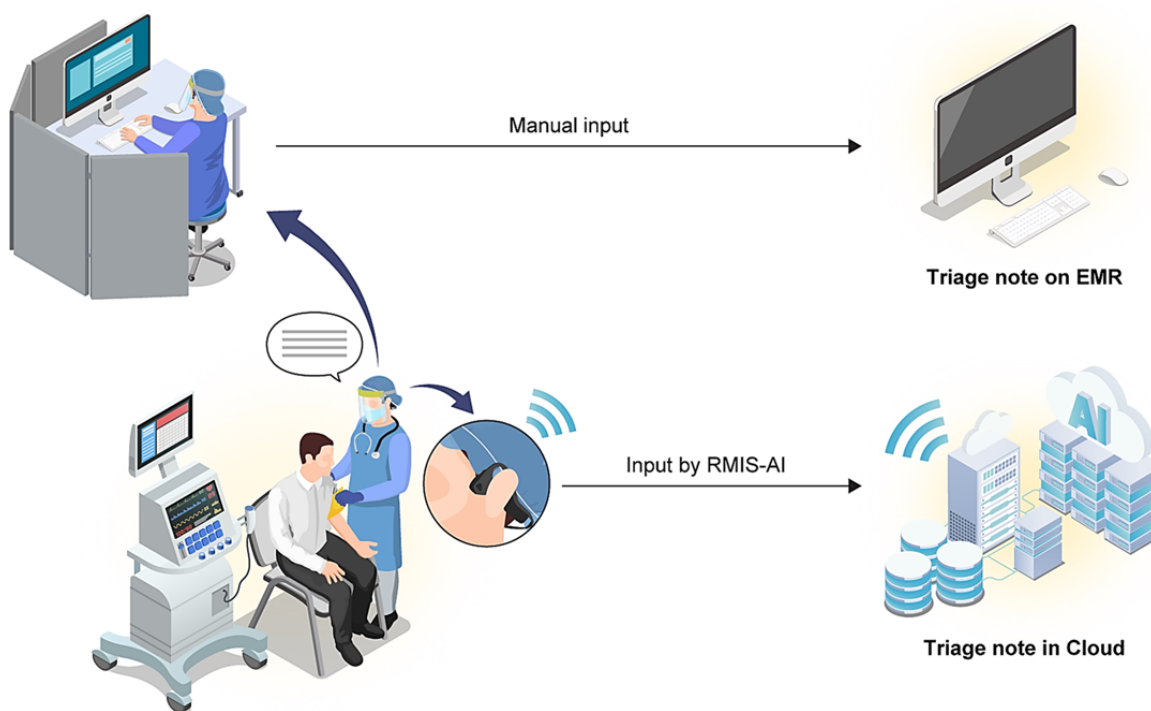 Manual input
Triage note on EMR
AI
Input by RMIS-AI
Triage note in Cloud